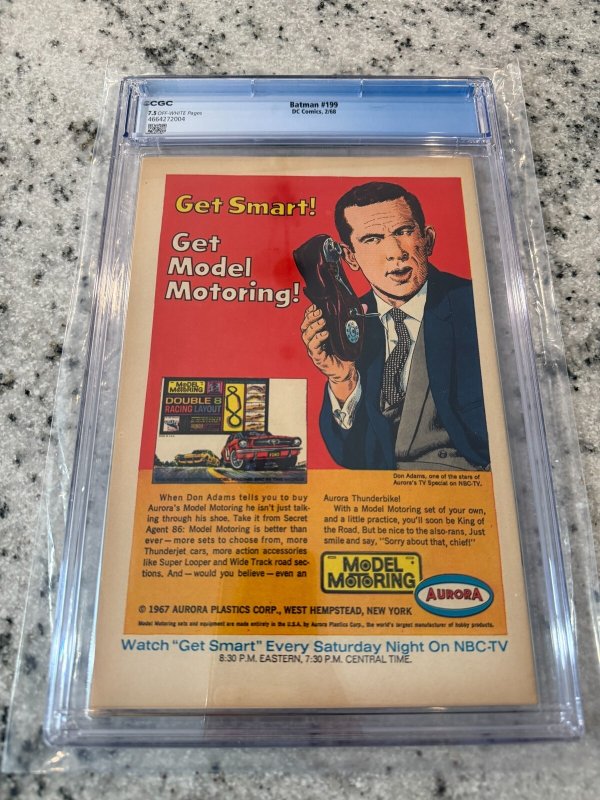 CGC
Batman #199
7.5 OFF-WHITE Pages
DC Comics, 2/68
4664272004
Get Smart!
Get
Model
Motoring!
MODEL
MOTORING
DOUBLE 8
RACING LAYOUT
Don Adams, one of the stars of
Aurora's TV Special on NBC-TV.
When Don Adams tells you to buy
Aurora's Model Motoring he isn't just talk-
ing through his shoe. Take it from Secret
Agent 86: Model Motoring is better than
ever—more sets to choose from, more
Thunderjet cars, more action accessories
like Super Looper and Wide Track road sec-
tions. And—would you believe—even an
Aurora Thunderbike!
With a Model Motoring set of your own,
and a little practice, you'll soon be King of
the Road. But be nice to the also-rans, Just
smile and say, "Sorry about that, chief!"
MODEL
MOTORING
AURORA
© 1967 AURORA PLASTICS CORP., WEST HEMPSTEAD, NEW YORK
Model Motoring sets and equipment are made entirely in the U.S.A. by Aurora Plastics Corp., the world's largest manufacturer of hobby products.
Watch "Get Smart" Every Saturday Night On NBC-TV
8:30 P.M. EASTERN, 7:30 P.M. CENTRAL TIME.